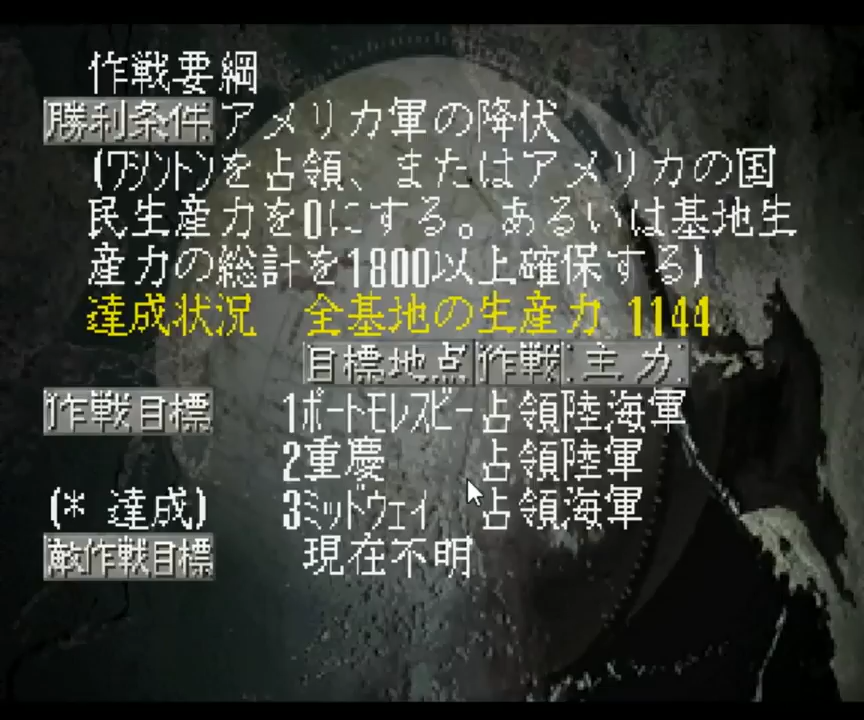 作戦要綱
勝利条件 アメリカ軍の降伏
(ワシントンを占領、またはアメリカの国
民生産力を0にする。あるいは基地生
産力の総計を1800以上確保する)
達成状況 全基地の生産力 1144
目標地点 作戦 主力
作戦目標 1ポートモレスビー 占領 陸海軍
2重慶 占領 陸軍
(* 達成) 3ミッドウェイ 占領 海軍
敵作戦目標 現在不明